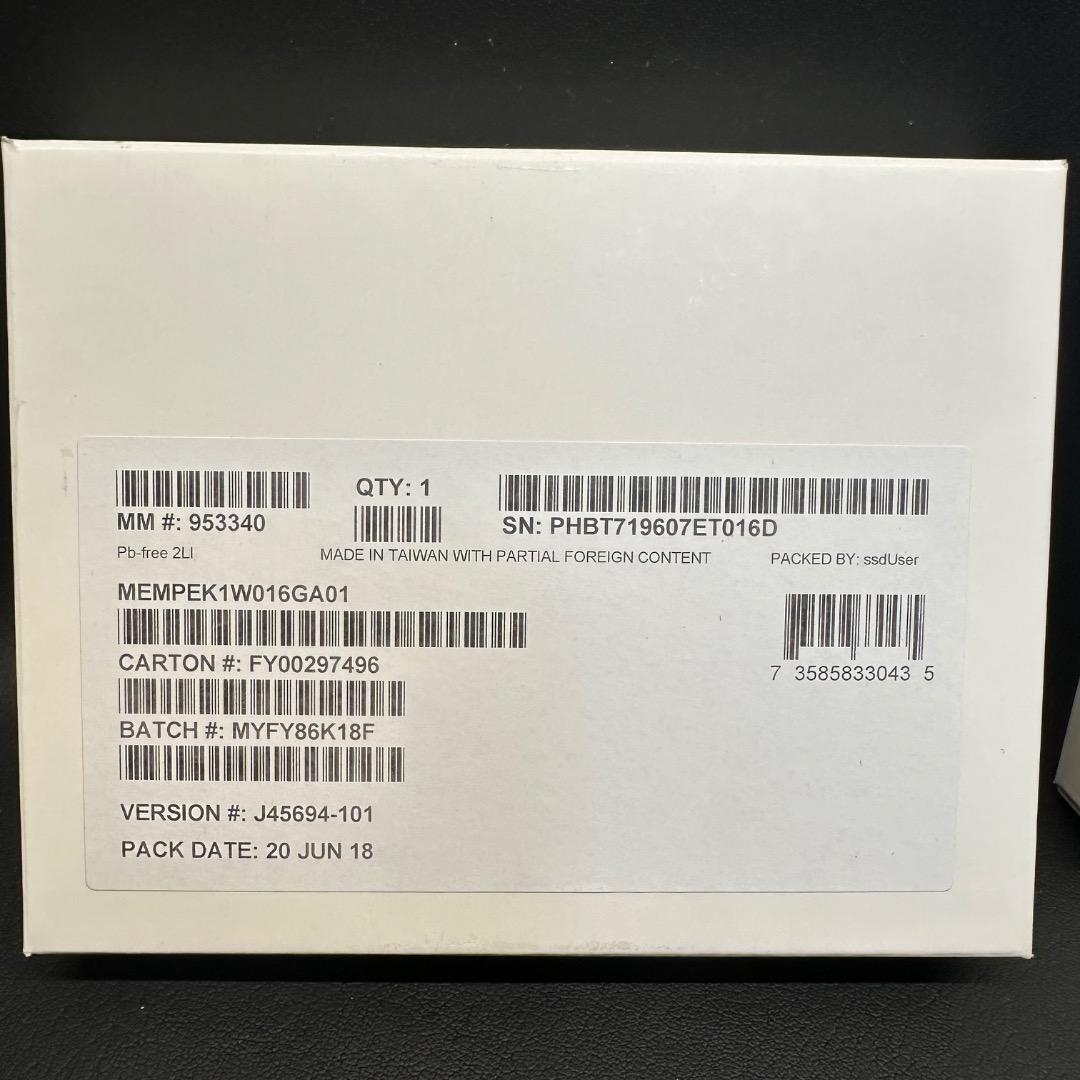 QTY: 1
MM #: 953340
SN: PHBT719607ET016D
Pb-free 2LI
MADE IN TAIWAN WITH PARTIAL FOREIGN CONTENT
PACKED BY: ssdUser
MEMPEK1W016GA01
CARTON #: FY00297496
7 3585833043 5
BATCH #: MYFY86K18F
VERSION #: J45694-101
PACK DATE: 20 JUN 18